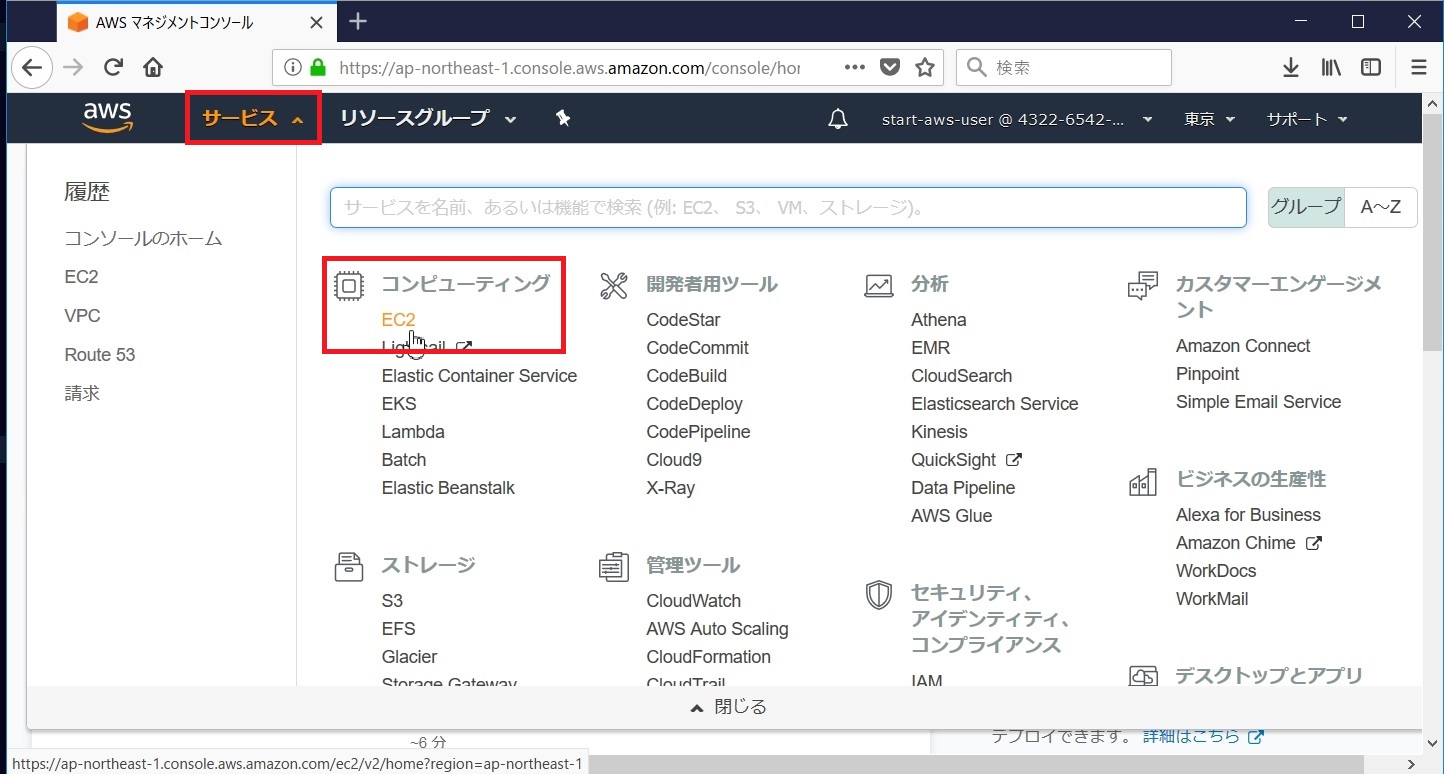 AWS マネジメントコンソール
https://ap-northeast-1.console.aws.amazon.com/console/hor
検索
aws
サービス
リソースグループ
start-aws-user @ 4322-6542-...
東京
サポート
履歴
コンソールのホーム
EC2
VPC
Route 53
請求
サービスを名前、あるいは機能で検索 (例: EC2、 S3、 VM、ストレージ)。
グループ
A～Z
コンピューティング
EC2
Lightsail
Elastic Container Service
EKS
Lambda
Batch
Elastic Beanstalk
開発者用ツール
CodeStar
CodeCommit
CodeBuild
CodeDeploy
CodePipeline
Cloud9
X-Ray
分析
Athena
EMR
CloudSearch
Elasticsearch Service
Kinesis
QuickSight
Data Pipeline
AWS Glue
カスタマーエンゲージメ
ント
Amazon Connect
Pinpoint
Simple Email Service
ビジネスの生産性
Alexa for Business
Amazon Chime
WorkDocs
WorkMail
ストレージ
S3
EFS
Glacier
Storage Gateway
管理ツール
CloudWatch
AWS Auto Scaling
CloudFormation
CloudTrail
セキュリティ、
アイデンティティ、
コンプライアンス
IAM
デスクトップとアプリ
閉じる
~6 分
デプロイできます。 詳細はこちら
https://ap-northeast-1.console.aws.amazon.com/ec2/v2/home?region=ap-northeast-1